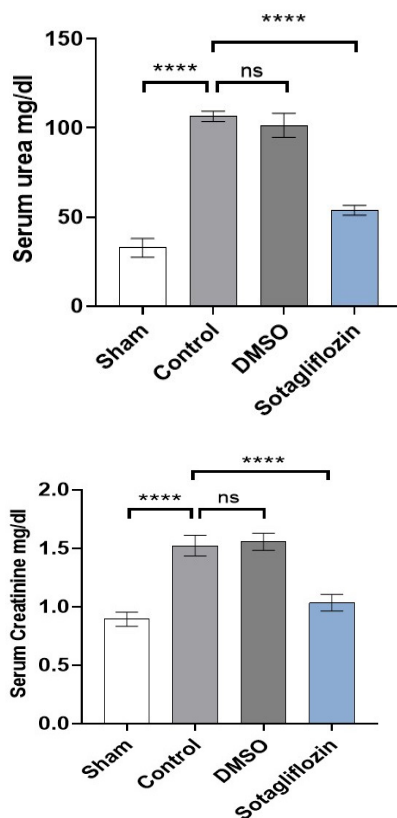 Serum urea mg/dl
150
100
50
0
****
****
ns
Sham
Control
DMSO
Sotagliflozin
Serum Creatinine mg/dl
2.0
1.5
1.0
0.5
0.0
****
****
ns
Sham
Control
DMSO
Sotagliflozin